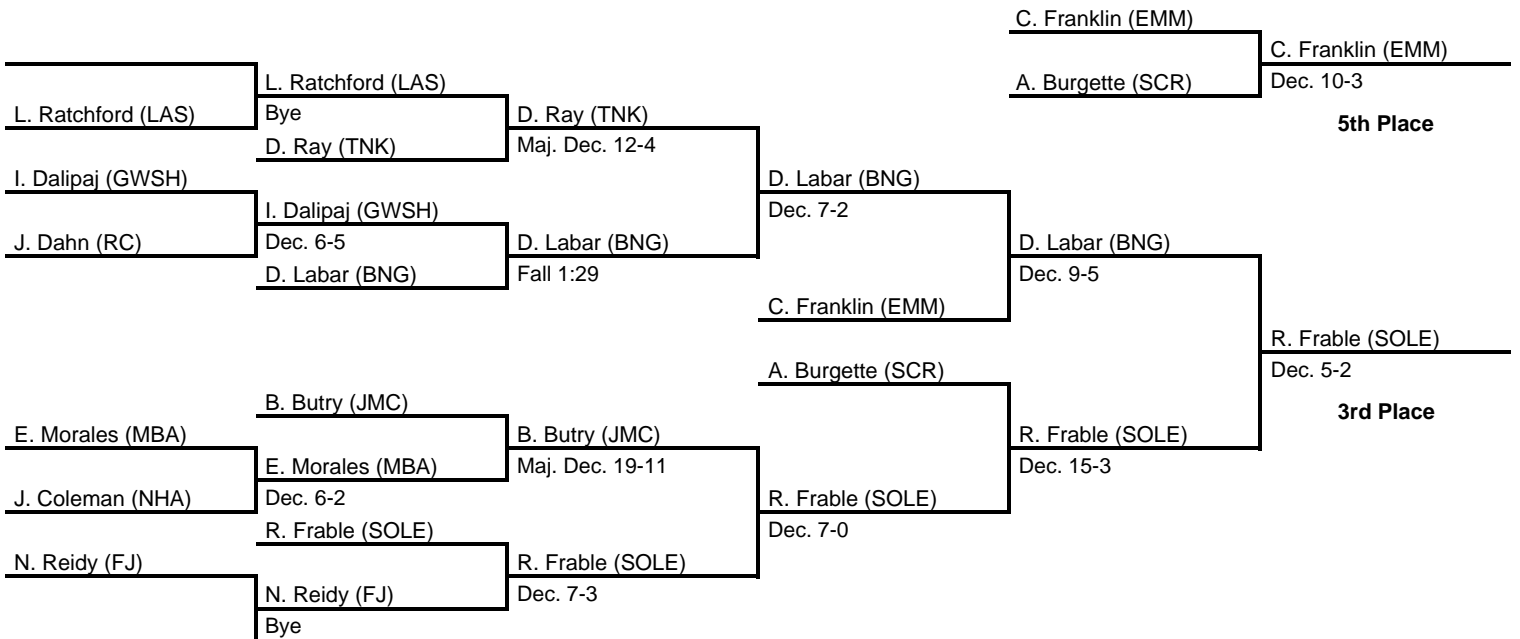 C. Franklin (EMM)
C. Franklin (EMM)
L. Ratchford (LAS)
A. Burgette (SCR)
Dec. 10-3
L. Ratchford (LAS)
Bye
D. Ray (TNK)
5th Place
D. Ray (TNK)
Maj. Dec. 12-4
I. Dalipaj (GWSH)
D. Labar (BNG)
I. Dalipaj (GWSH)
Dec. 7-2
J. Dahn (RC)
Dec. 6-5
D. Labar (BNG)
D. Labar (BNG)
D. Labar (BNG)
Fall 1:29
Dec. 9-5
C. Franklin (EMM)
R. Frable (SOLE)
A. Burgette (SCR)
Dec. 5-2
B. Butry (JMC)
3rd Place
E. Morales (MBA)
B. Butry (JMC)
R. Frable (SOLE)
E. Morales (MBA)
Maj. Dec. 19-11
Dec. 15-3
J. Coleman (NHA)
Dec. 6-2
R. Frable (SOLE)
R. Frable (SOLE)
Dec. 7-0
N. Reidy (FJ)
R. Frable (SOLE)
N. Reidy (FJ)
Dec. 7-3
Bye